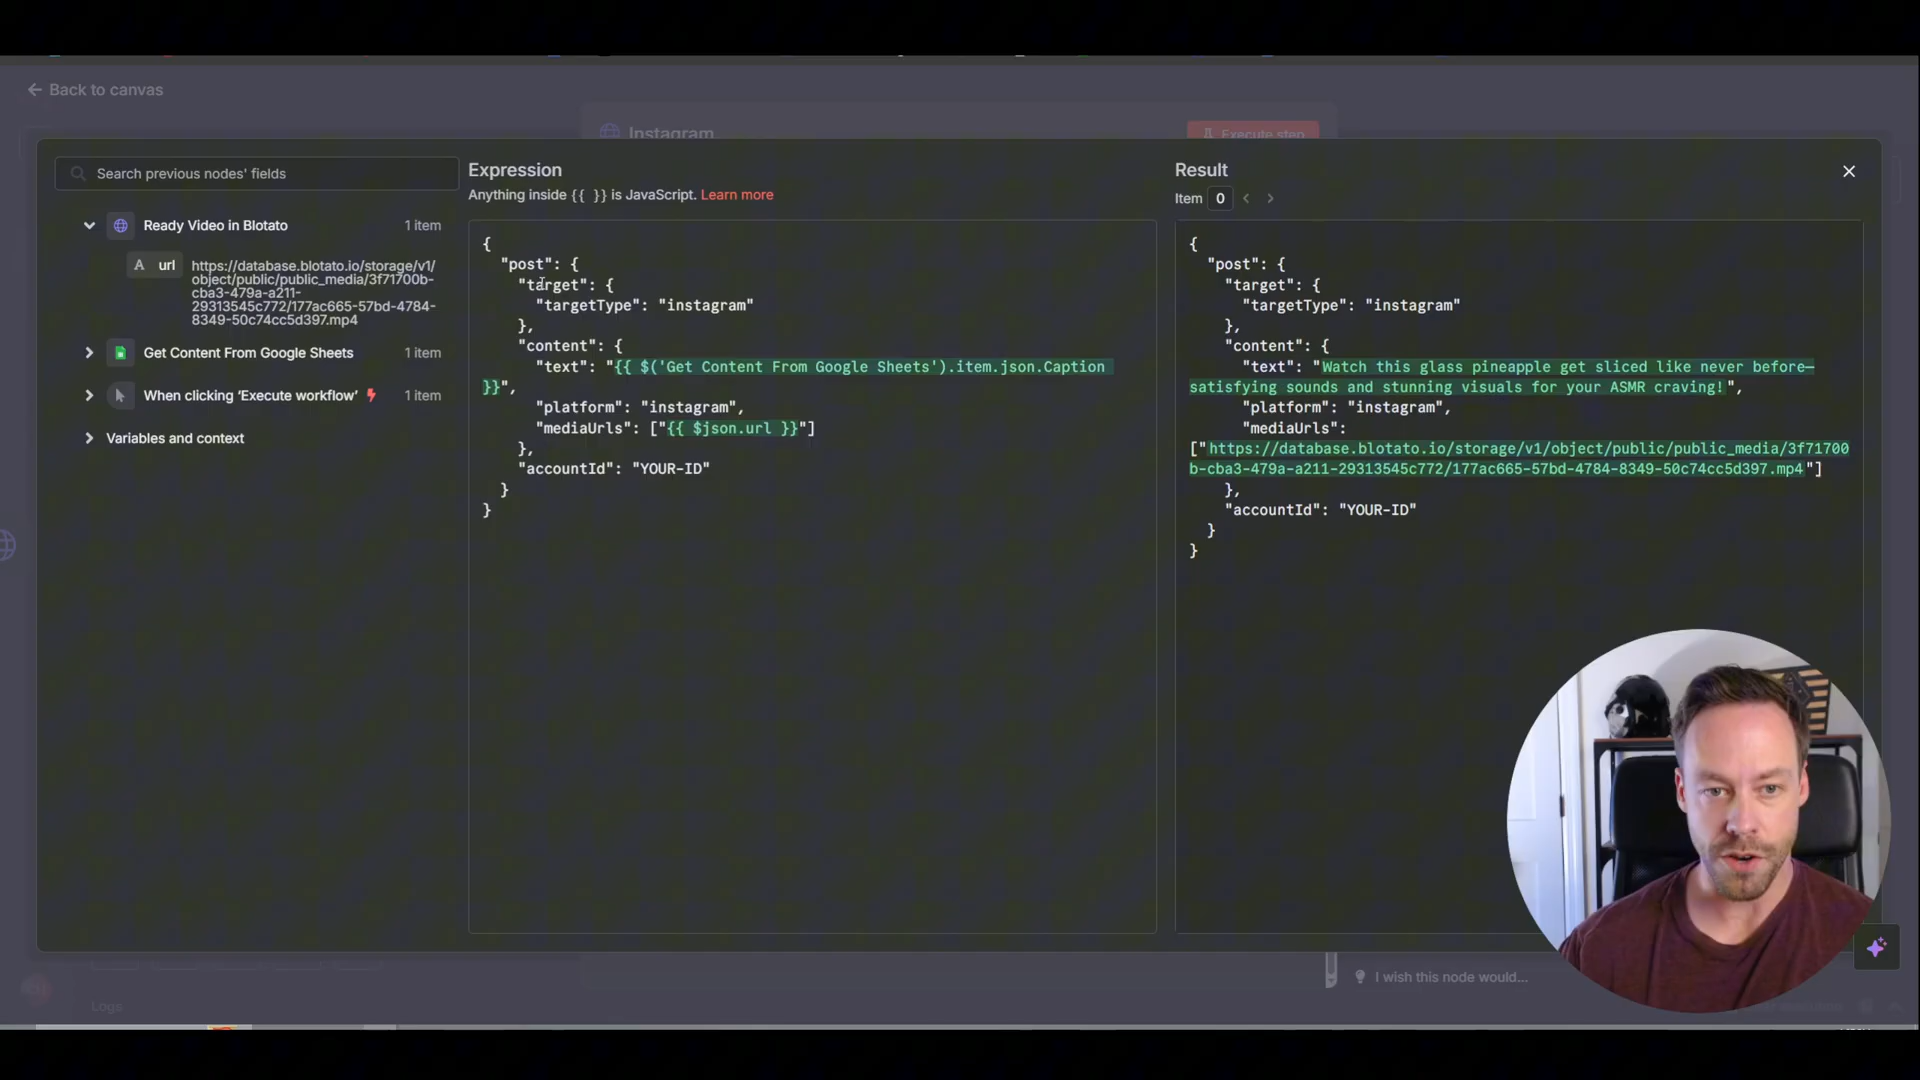 Back to canvas
Instagram
Execute step
Search previous nodes' fields
Ready Video in Blotato
1 item
A url
https://database.blotato.io/storage/v1/
object/public/public_media/3f71700b-
cba3-479a-a211-
29313545c772/177ac665-57bd-4784-
8349-50c74cc5d397.mp4
Get Content From Google Sheets
1 item
When clicking ‘Execute workflow’
1 item
Variables and context
Expression
Anything inside {{ }} is JavaScript. Learn more
{
"post": {
"target": {
"targetType": "instagram"
},
"content": {
"text": "{{ $('Get Content From Google Sheets').item.json.Caption
}}",
"platform": "instagram",
"mediaUrls": ["{{ $json.url }}"]
},
"accountId": "YOUR-ID"
}
}
Result
Item 0
{
"post": {
"target": {
"targetType": "instagram"
},
"content": {
"text": "Watch this glass pineapple get sliced like never before—
satisfying sounds and stunning visuals for your ASMR craving!",
"platform": "instagram",
"mediaUrls":
["https://database.blotato.io/storage/v1/object/public/public_media/3f71700
b-cba3-479a-a211-29313545c772/177ac665-57bd-4784-8349-50c74cc5d397.mp4"]
},
"accountId": "YOUR-ID"
}
}
I wish this node would...
Logs